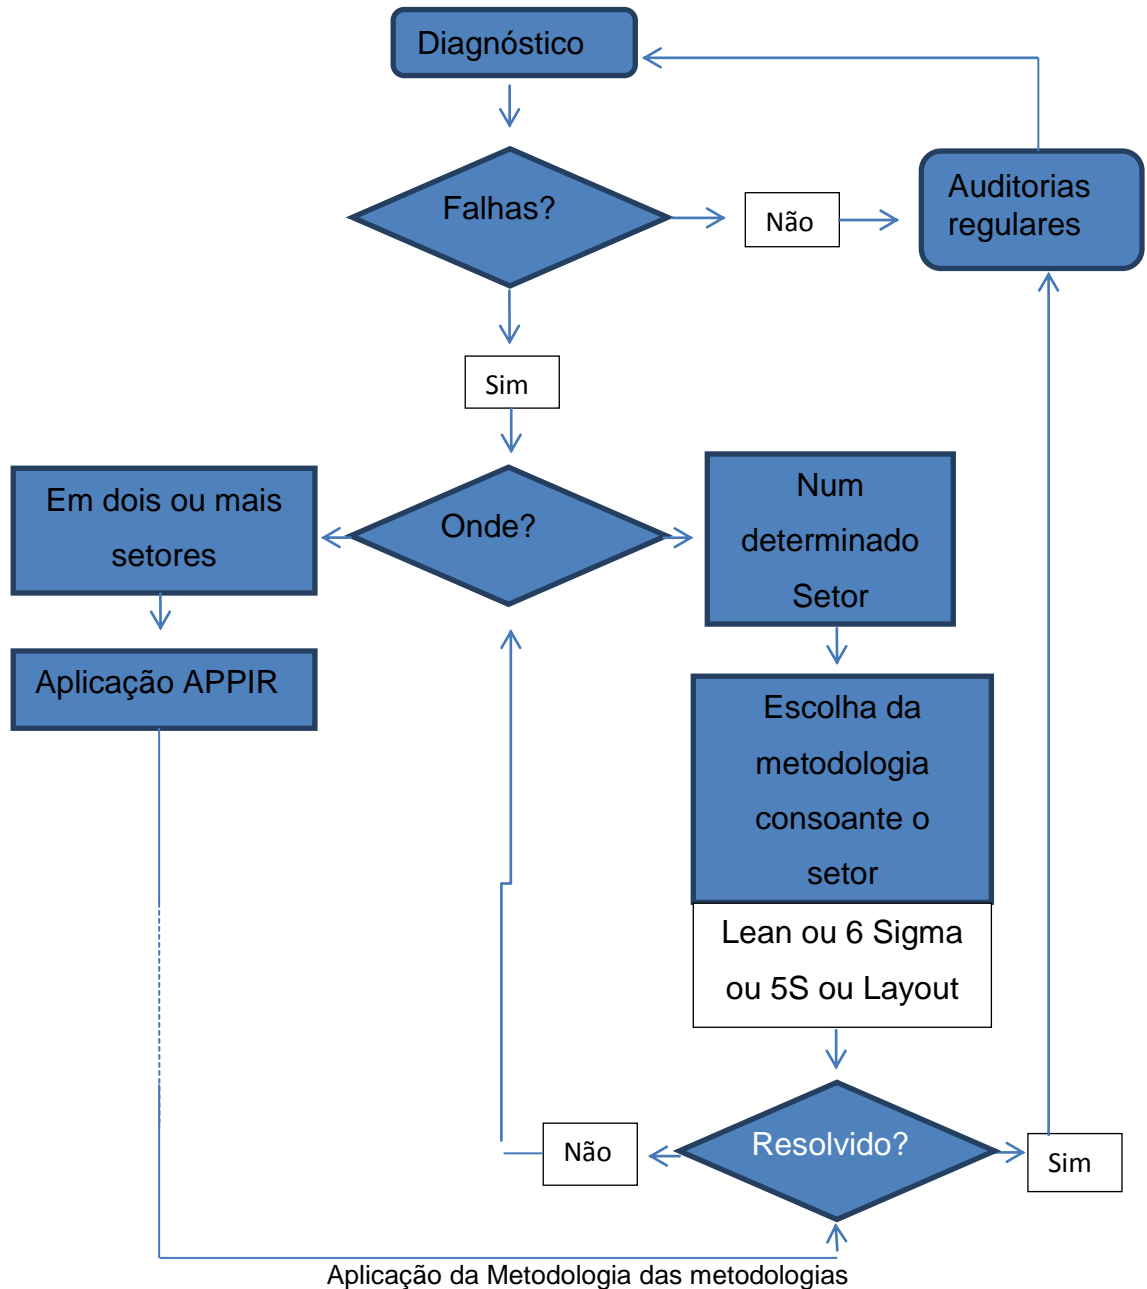 Diagnóstico
Falhas?
Não
Auditorias
regulares
Sim
Em dois ou mais
setores
Onde?
Num
determinado
Setor
Aplicação APPIR
Escolha da
metodologia
consoante o
setor
Lean ou 6 Sigma
ou 5S ou Layout
Não
Resolvido?
Sim
Aplicação da Metodologia das metodologias